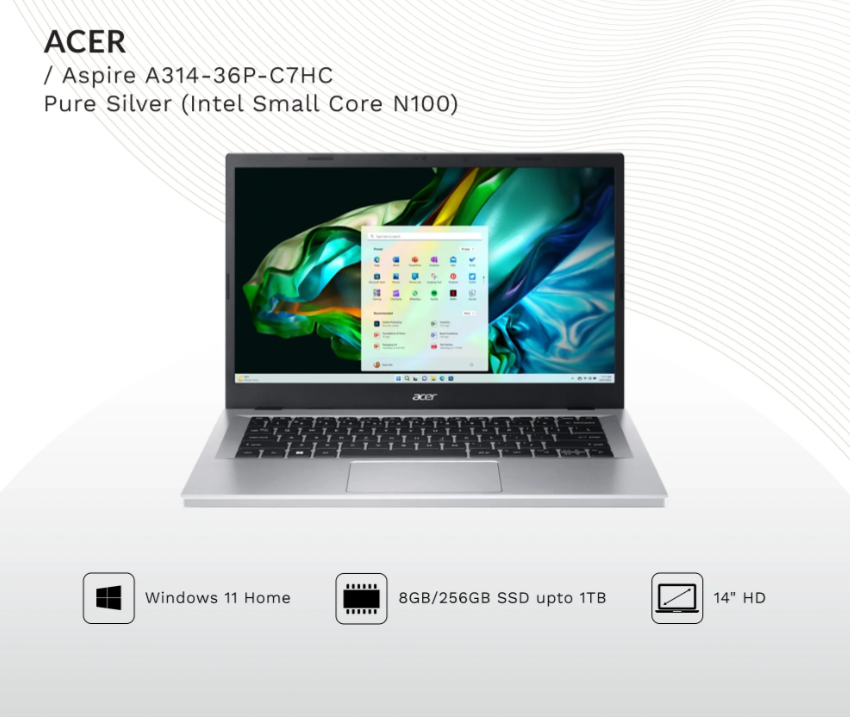 ACER
/ Aspire A314-36P-C7HC
Pure Silver (Intel Small Core N100)
acer
Windows 11 Home
8GB/256GB SSD upto 1TB
14" HD